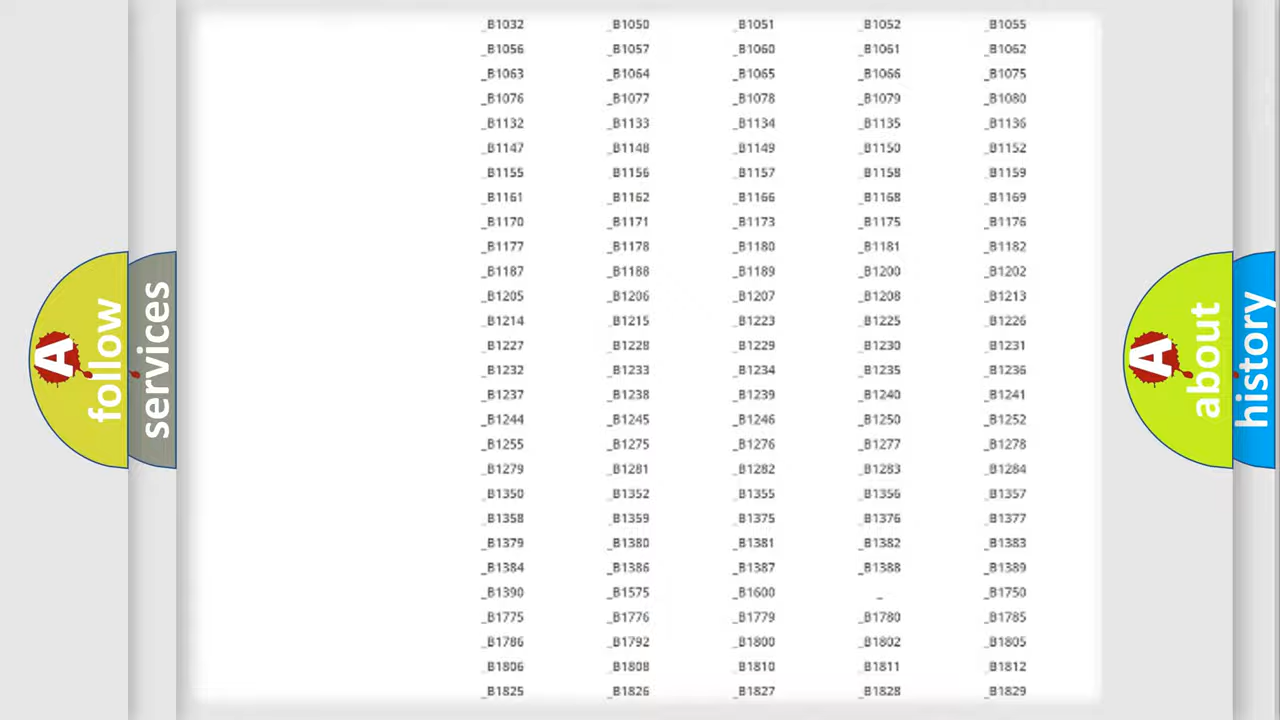 _B1032 _B1050 _B1051 _B1052 _B1055
_B1056 _B1057 _B1060 _B1061 _B1062
_B1063 _B1064 _B1065 _B1066 _B1075
_B1076 _B1077 _B1078 _B1079 _B1080
_B1132 _B1133 _B1134 _B1135 _B1136
_B1147 _B1148 _B1149 _B1150 _B1152
_B1155 _B1156 _B1157 _B1158 _B1159
_B1161 _B1162 _B1166 _B1168 _B1169
_B1170 _B1171 _B1173 _B1175 _B1176
_B1177 _B1178 _B1180 _B1181 _B1182
_B1187 _B1188 _B1189 _B1200 _B1202
_B1205 _B1206 _B1207 _B1208 _B1213
_B1214 _B1215 _B1223 _B1225 _B1226
_B1227 _B1228 _B1229 _B1230 _B1231
_B1232 _B1233 _B1234 _B1235 _B1236
_B1237 _B1238 _B1239 _B1240 _B1241
_B1244 _B1245 _B1246 _B1250 _B1252
_B1255 _B1275 _B1276 _B1277 _B1278
_B1279 _B1281 _B1282 _B1283 _B1284
_B1350 _B1352 _B1355 _B1356 _B1357
_B1358 _B1359 _B1375 _B1376 _B1377
_B1379 _B1380 _B1381 _B1382 _B1383
_B1384 _B1386 _B1387 _B1388 _B1389
_B1390 _B1575 _B1600 _ _B1750
_B1775 _B1776 _B1779 _B1780 _B1785
_B1786 _B1792 _B1800 _B1802 _B1805
_B1806 _B1808 _B1810 _B1811 _B1812
_B1825 _B1826 _B1827 _B1828 _B1829
A
follow
services
A
about
history